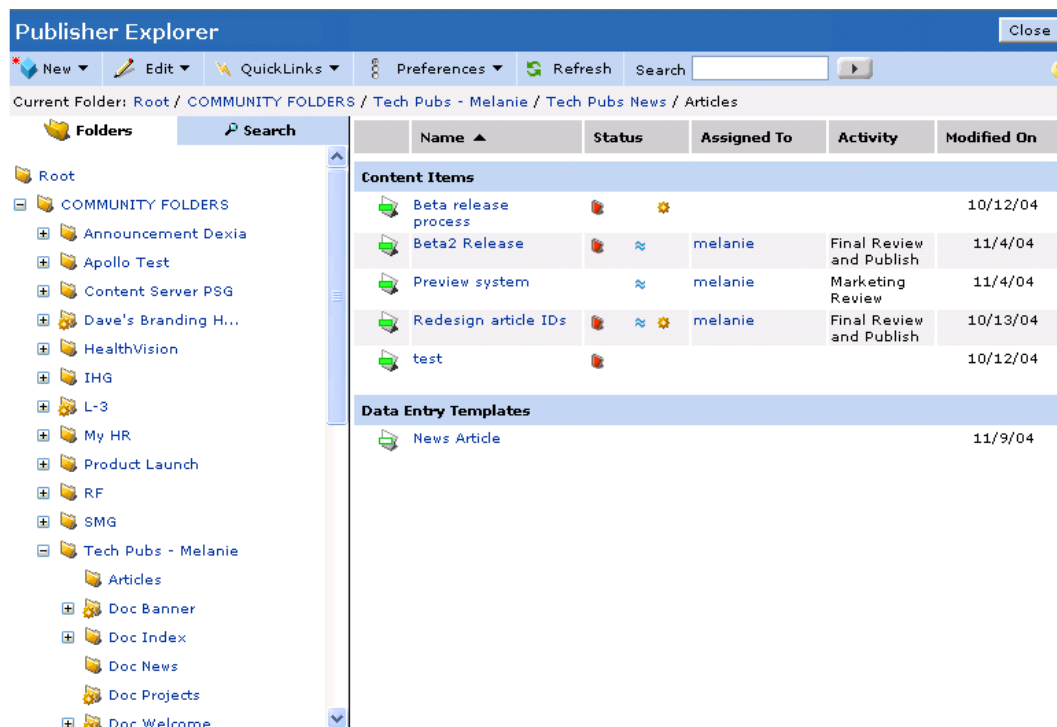 Publisher Explorer
Close
New
Edit
QuickLinks
Preferences
Refresh
Search
Current Folder: Root / COMMUNITY FOLDERS / Tech Pubs - Melanie / Tech Pubs News / Articles
Folders
Search
Root
COMMUNITY FOLDERS
Announcement Dexia
Apollo Test
Content Server PSG
Dave's Branding H...
HealthVision
IHG
L-3
My HR
Product Launch
RF
SMG
Tech Pubs - Melanie
Articles
Doc Banner
Doc Index
Doc News
Doc Projects
Doc Welcome
Name Status Assigned To Activity Modified On
Content Items
Beta release
process
10/12/04
Beta2 Release melanie Final Review
and Publish
11/4/04
Preview system melanie Marketing
Review
11/4/04
Redesign article IDs melanie Final Review
and Publish
10/13/04
test 10/12/04
Data Entry Templates
News Article 11/9/04